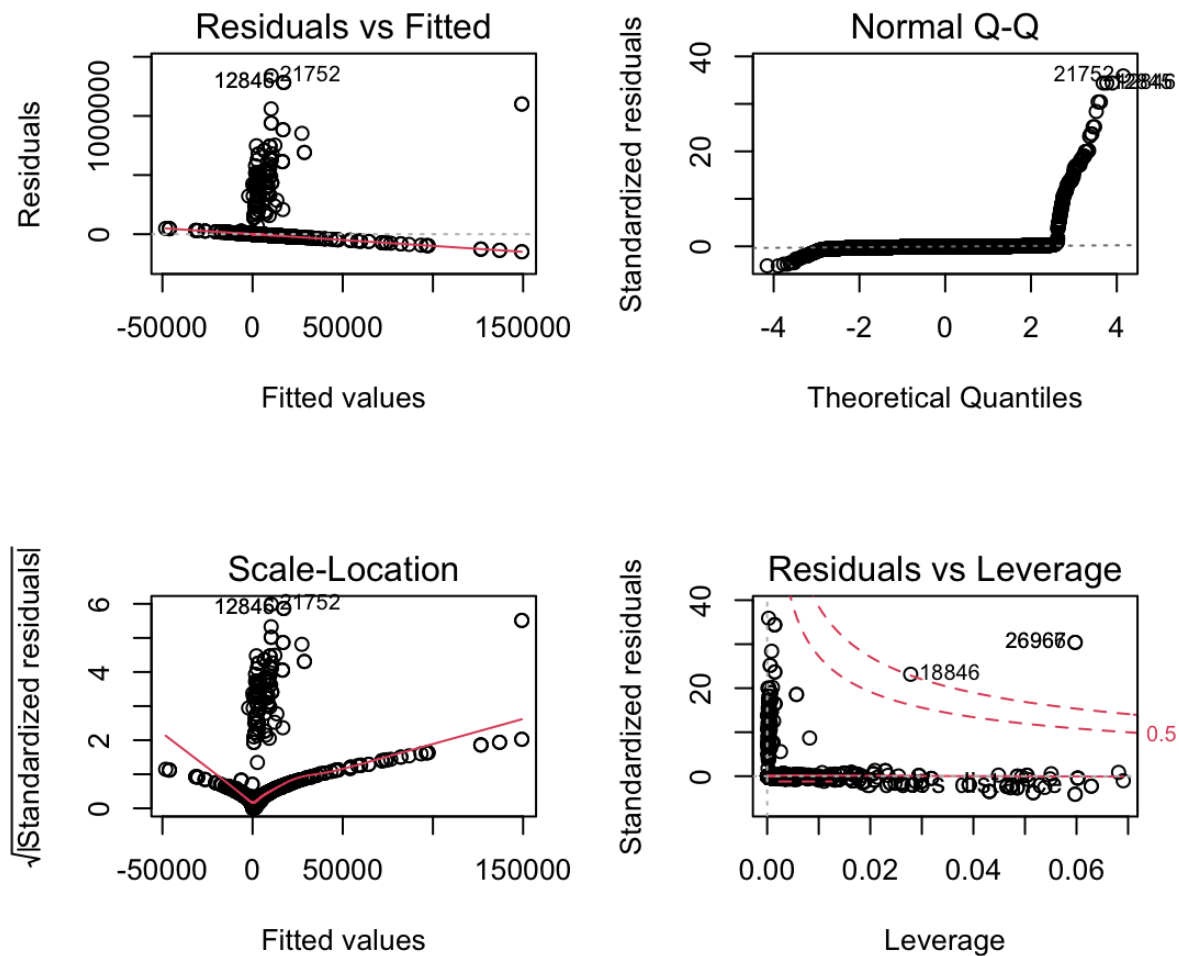 Residuals vs Fitted
Residuals
1000000
0
12846
21752
-50000 0 50000 150000
Fitted values
Normal Q-Q
Standardized residuals
40
20
0
21752
12846
-4 -2 0 2 4
Theoretical Quantiles
Scale-Location
√|Standardized residuals|
6
4
2
0
12846
21752
-50000 0 50000 150000
Fitted values
Residuals vs Leverage
Standardized residuals
40
20
0
18846
0.5
distance
0.00 0.02 0.04 0.06
Leverage